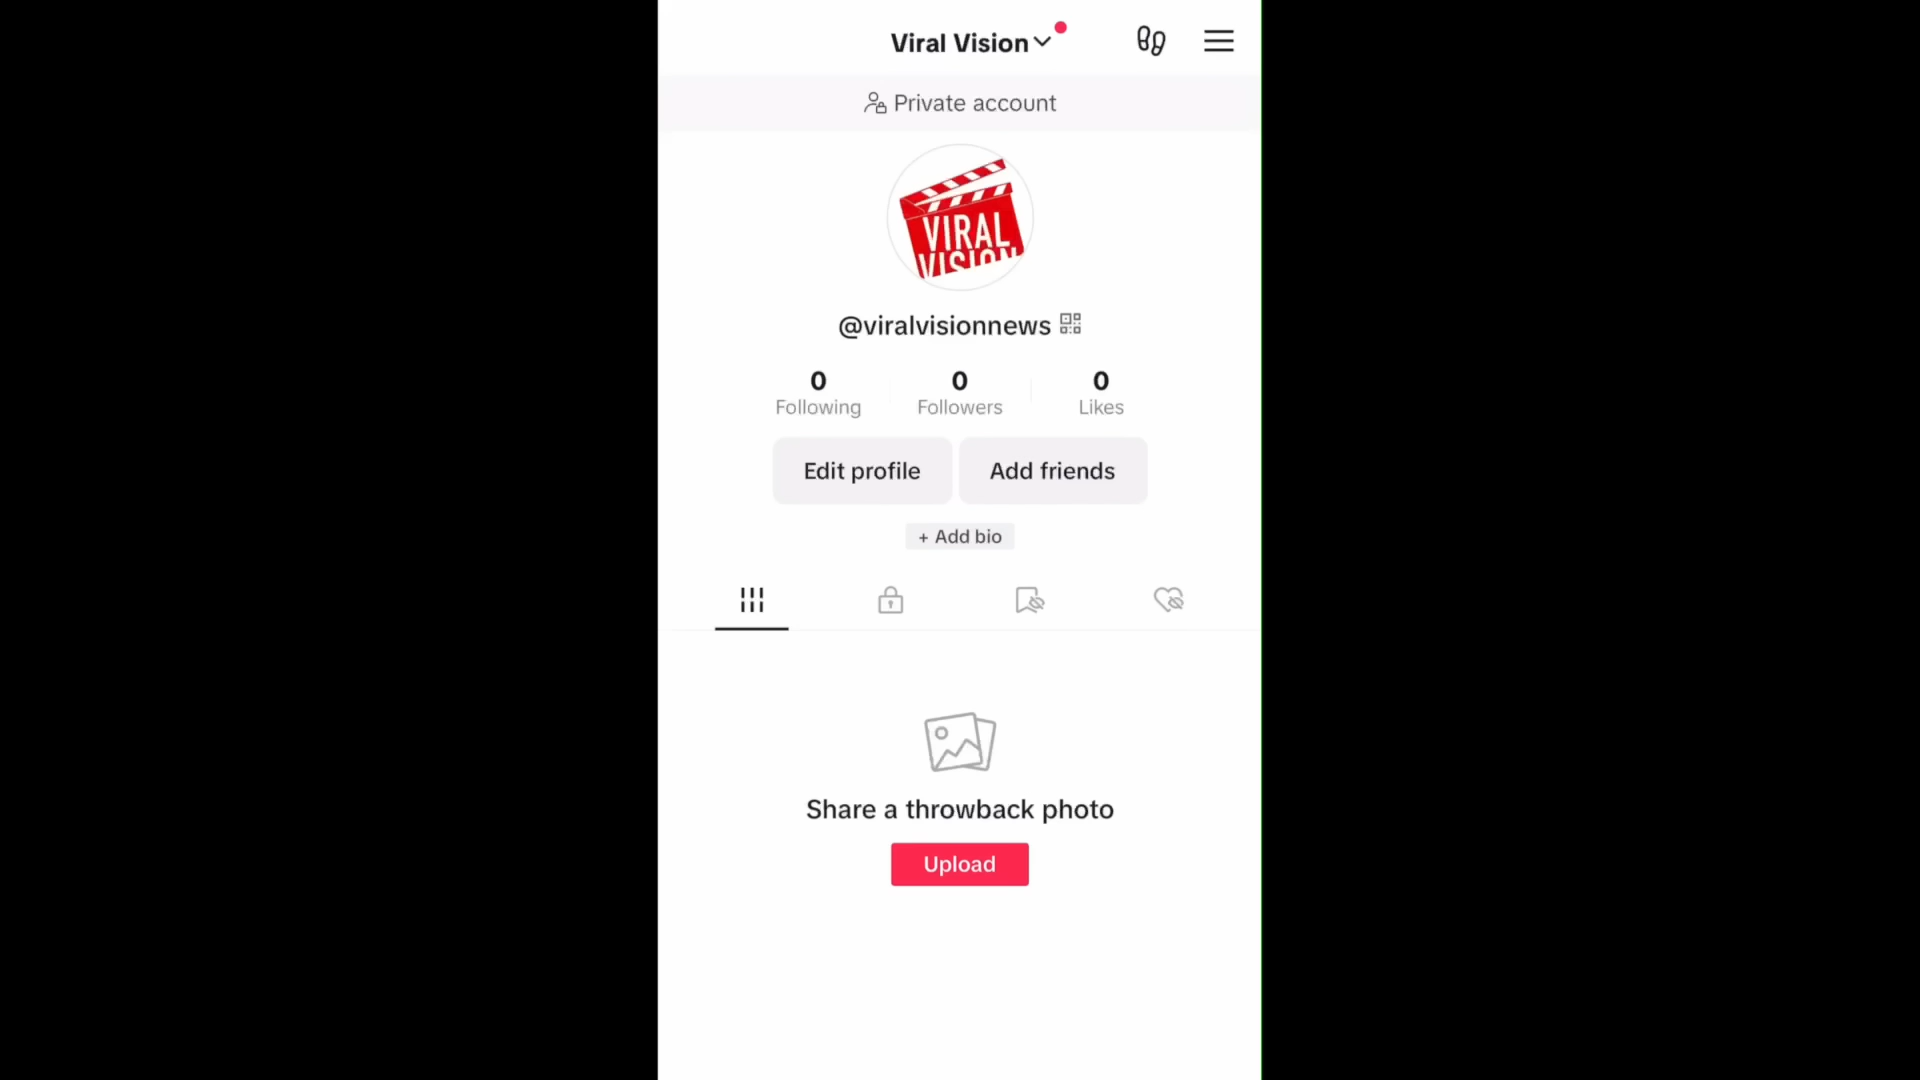 Viral Vision
Private account
VIRAL
VISION
@viralvisionnews
0 0 0
Following Followers Likes
Edit profile Add friends
+ Add bio
Share a throwback photo
Upload